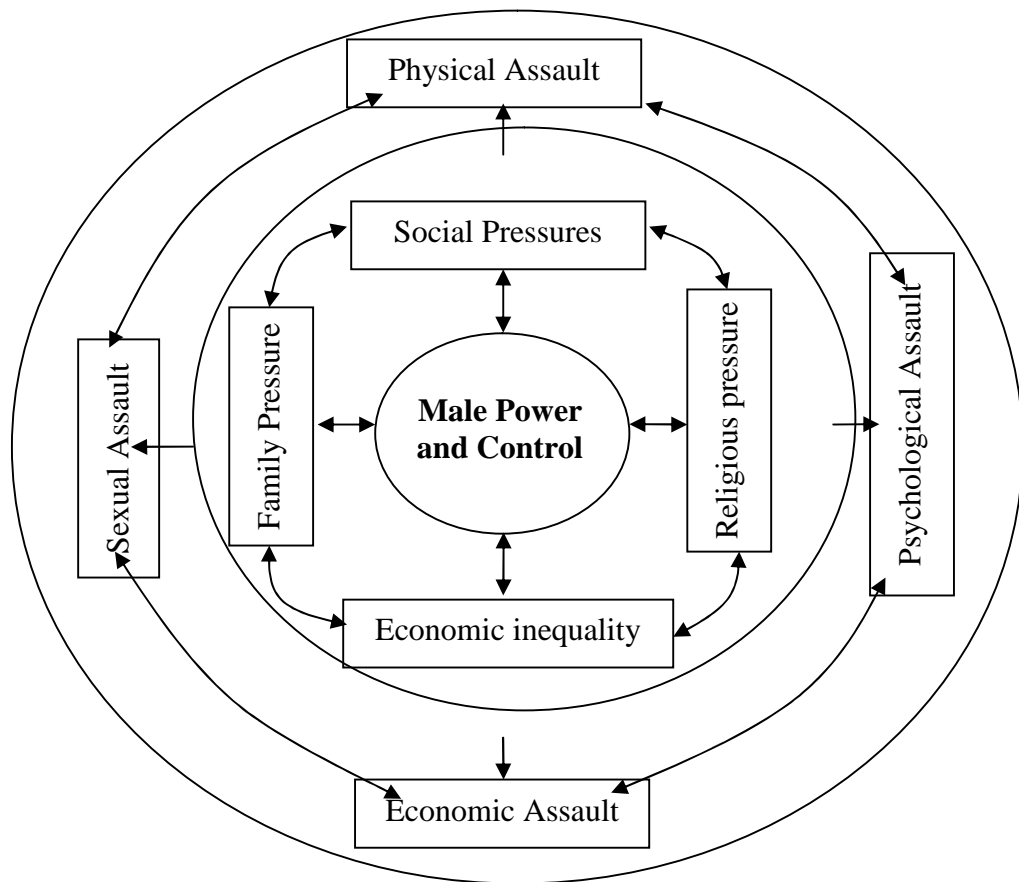 Physical Assault
Social Pressures
Family Pressure
Male Power
and Control
Religious pressure
Sexual Assault
Psychological Assault
Economic inequality
Economic Assault